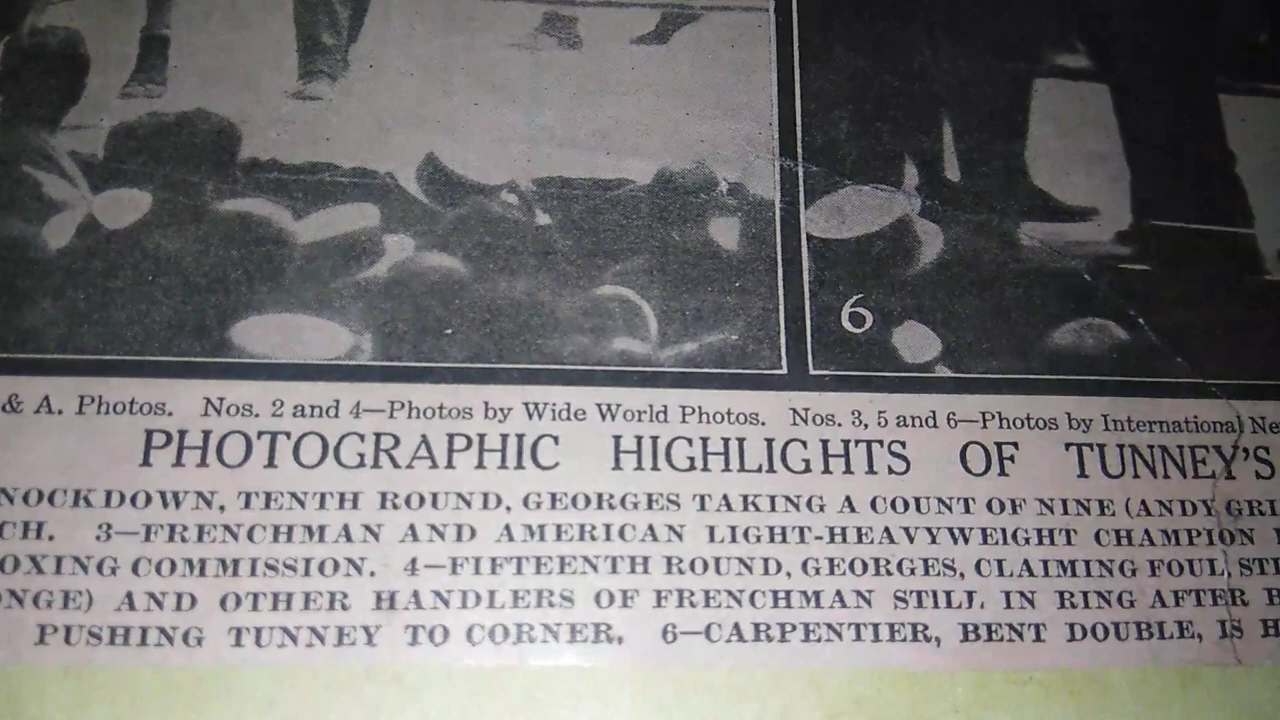 6
& A. Photos. Nos. 2 and 4—Photos by Wide World Photos. Nos. 3, 5 and 6—Photos by International Ne
PHOTOGRAPHIC HIGHLIGHTS OF TUNNEY'S
NOCKDOWN, TENTH ROUND, GEORGES TAKING A COUNT OF NINE (ANDY GRI
CH. 3—FRENCHMAN AND AMERICAN LIGHT-HEAVYWEIGHT CHAMPION
OXING COMMISSION. 4—FIFTEENTH ROUND, GEORGES, CLAIMING FOUL, STI
NGE) AND OTHER HANDLERS OF FRENCHMAN STILL IN RING AFTER B
PUSHING TUNNEY TO CORNER. 6—CARPENTIER, BENT DOUBLE, IS H